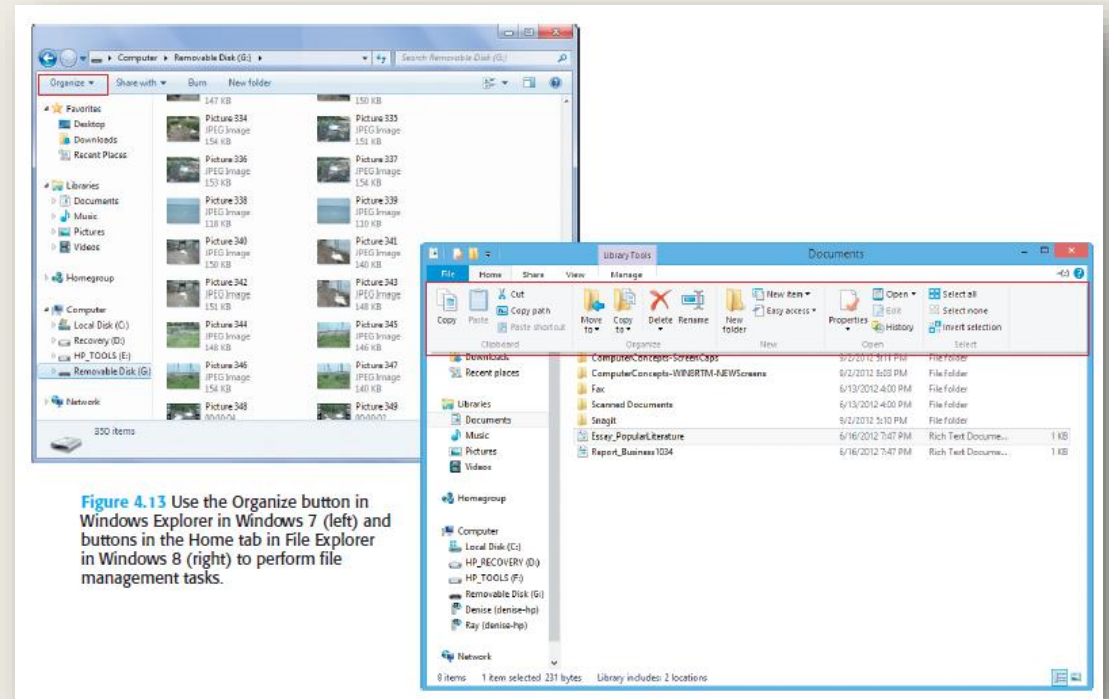 Computer ▸ Removable Disk (G:) ▸
Search Removable Disk (G:)
Organize Share with Burn New folder
Favorites
Desktop
Downloads
Recent Places
Libraries
Documents
Music
Pictures
Videos
Homegroup
Computer
Local Disk (C:)
Recovery (D:)
HP_TOOLS (E:)
Removable Disk (G:)
Network
147 KB
150 KB
Picture 334
JPEG Image
154 KB
Picture 335
JPEG Image
151 KB
Picture 336
JPEG Image
153 KB
Picture 337
JPEG Image
154 KB
Picture 338
JPEG Image
118 KB
Picture 339
JPEG Image
110 KB
Picture 340
JPEG Image
150 KB
Picture 341
JPEG Image
140 KB
Picture 342
JPEG Image
151 KB
Picture 343
JPEG Image
148 KB
Picture 344
JPEG Image
148 KB
Picture 345
JPEG Image
146 KB
Picture 346
JPEG Image
154 KB
Picture 347
JPEG Image
140 KB
Picture 348
Picture 349
350 items
Figure 4.13 Use the Organize button in
Windows Explorer in Windows 7 (left) and
buttons in the Home tab in File Explorer
in Windows 8 (right) to perform file
management tasks.
Library Tools Documents
File Home Share View Manage
Copy
Paste
Cut
Copy path
Paste shortcut
Clipboard
Move to
Copy to
Delete
Rename
Organize
New folder
New item
Easy access
New
Properties
Open
Edit
History
Open
Select all
Select none
Invert selection
Select
Downloads
Recent places
Libraries
Documents
Music
Pictures
Videos
Homegroup
Computer
Local Disk (C:)
HP_RECOVERY (D:)
HP_TOOLS (F:)
Removable Disk (G:)
Denise (denise-hp)
Ray (denise-hp)
Network
ComputerConcepts-ScreenCaps 9/2/2012 5:11 PM File folder
ComputerConcepts-WIN8RTM-NEWScreens 9/2/2012 8:03 PM File folder
Fax 6/13/2012 4:00 PM File folder
Scanned Documents 6/13/2012 4:00 PM File folder
Snagit 9/2/2012 5:10 PM File folder
Essay_PopularLiterature 6/16/2012 7:47 PM Rich Text Docume... 1 KB
Report_Business1034 6/16/2012 7:47 PM Rich Text Docume... 1 KB
8 items 1 item selected 231 bytes Library includes: 2 locations